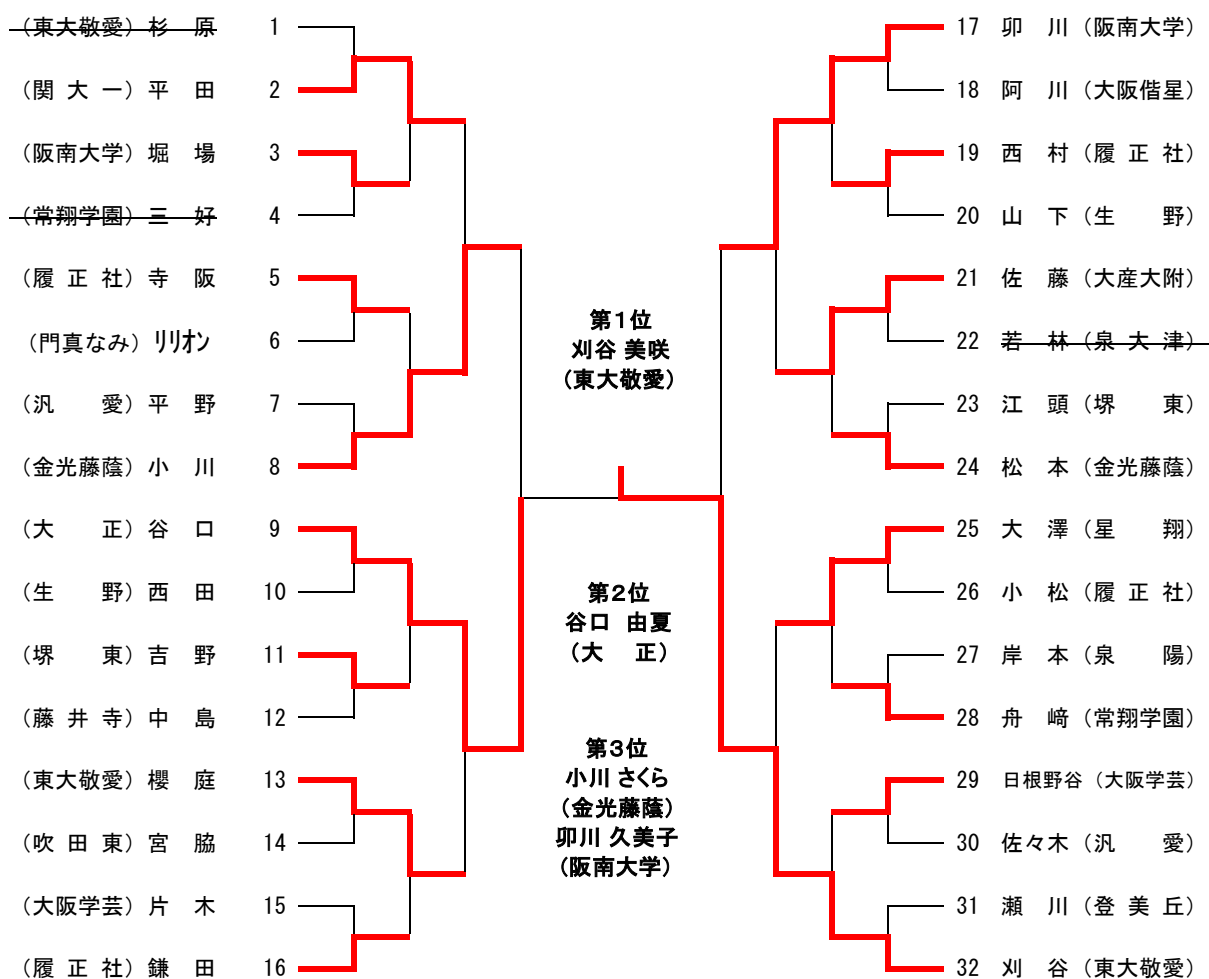 (東大敬愛) 杉 原 1
(関 大 一) 平 田 2
(阪南大学) 堀 場 3
(常翔学園) 三 好 4
(履 正 社) 寺 阪 5
(門真なみ) リリオン 6
(汎 愛) 平 野 7
(金光藤蔭) 小 川 8
(大 正) 谷 口 9
(生 野) 西 田 10
(堺 東) 吉 野 11
(藤 井 寺) 中 島 12
(東大敬愛) 櫻 庭 13
(吹 田 東) 宮 脇 14
(大阪学芸) 片 木 15
(履 正 社) 鎌 田 16
第1位
刈谷 美咲
(東大敬愛)
第2位
谷口 由夏
(大 正)
第3位
小川 さくら
(金光藤蔭)
卯川 久美子
(阪南大学)
17 卯 川 (阪南大学)
18 阿 川 (大阪偕星)
19 西 村 (履 正 社)
20 山 下 (生 野)
21 佐 藤 (大産大附)
22 若 林 (泉 大 津)
23 江 頭 (堺 東)
24 松 本 (金光藤蔭)
25 大 澤 (星 翔)
26 小 松 (履 正 社)
27 岸 本 (泉 陽)
28 舟 﨑 (常翔学園)
29 日根野谷 (大阪学芸)
30 佐々木 (汎 愛)
31 瀬 川 (登 美 丘)
32 刈 谷 (東大敬愛)